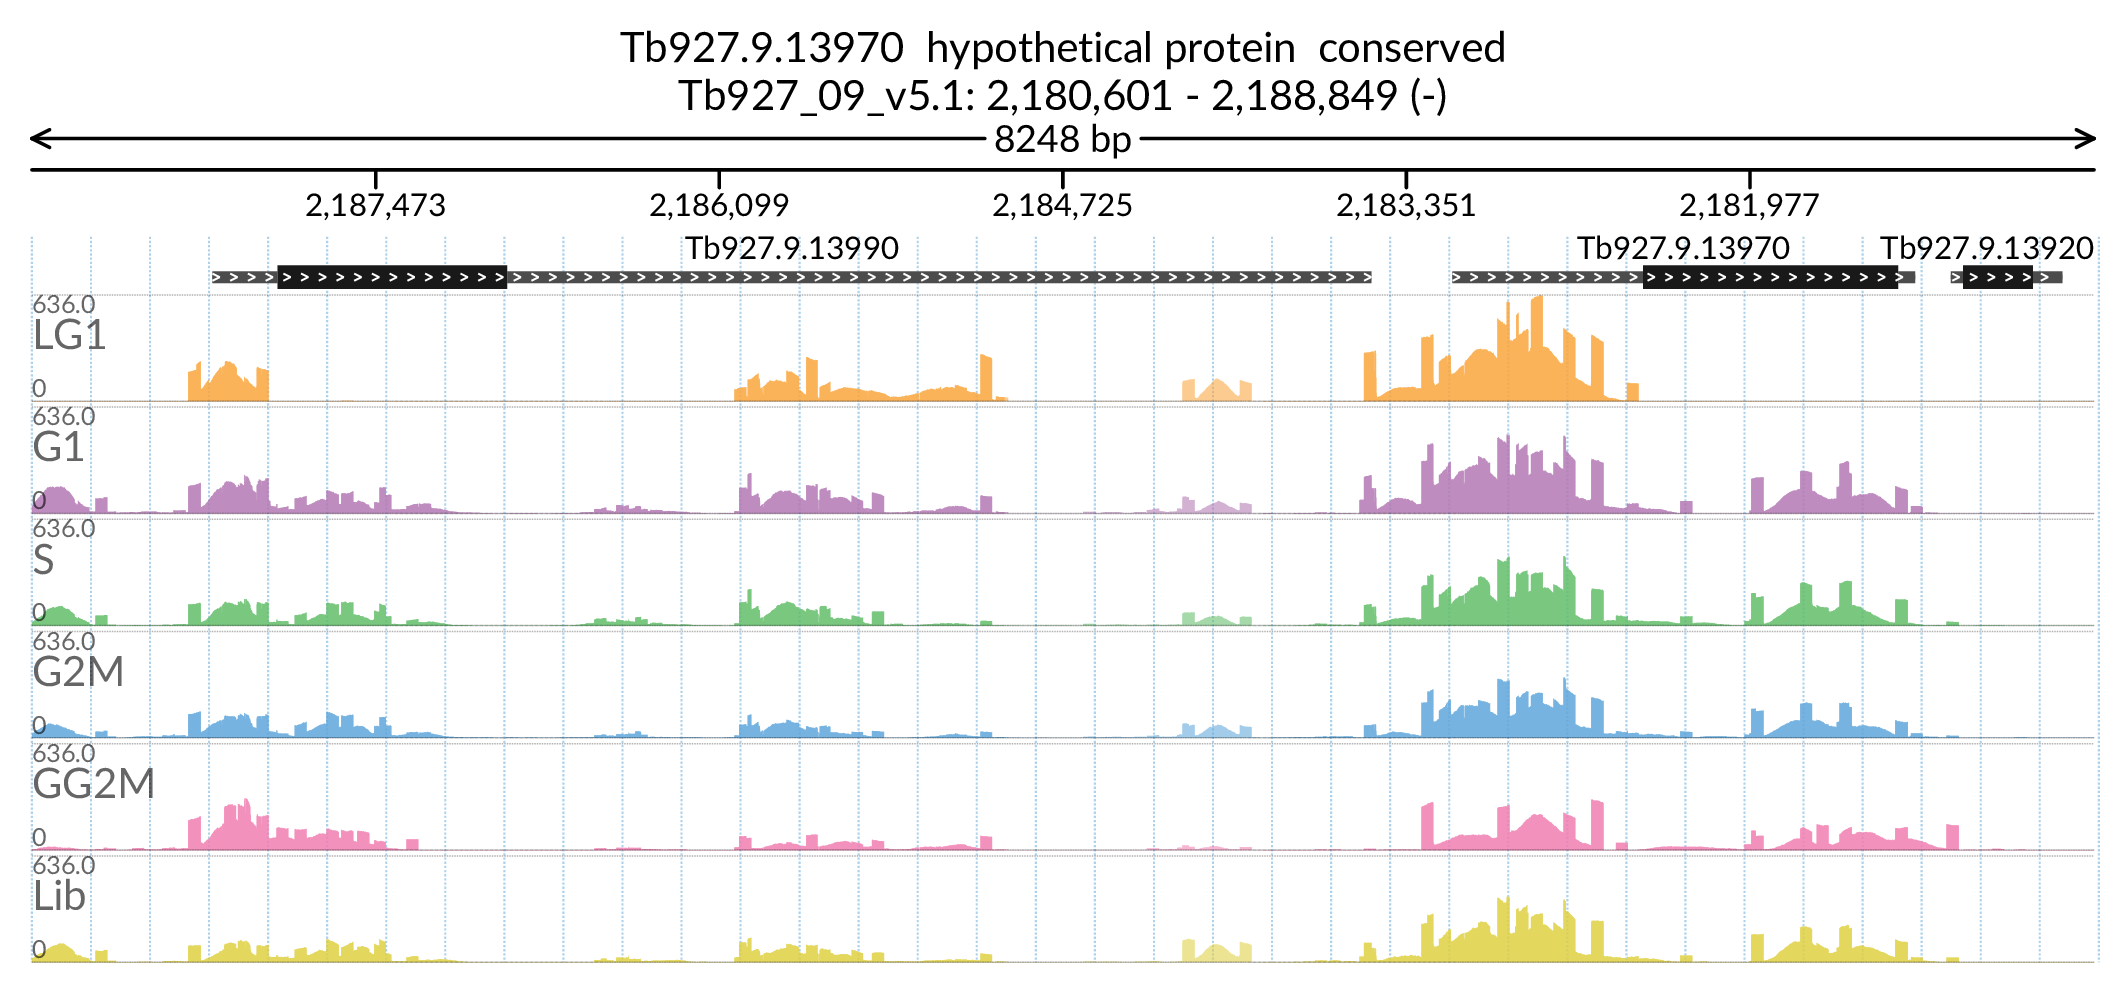 Tb927.9.13970 hypothetical protein conserved
Tb927_09_v5.1: 2,180,601 - 2,188,849 (-)
8248 bp
2,187,473 2,186,099 2,184,725 2,183,351 2,181,977
Tb927.9.13990 Tb927.9.13970 Tb927.9.13920
636.0
LG1
0
636.0
G1
0
636.0
S
0
636.0
G2M
0
636.0
GG2M
0
636.0
Lib
0